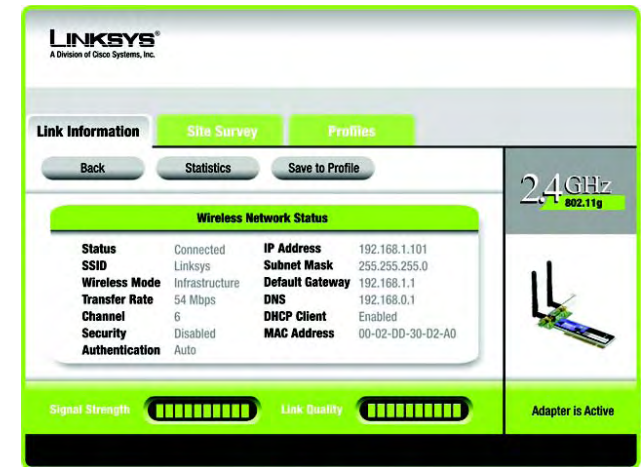 LINKSYS®
A Division of Cisco Systems, Inc.
Link Information Site Survey Profiles
Back Statistics Save to Profile
2.4GHz
802.11g
Wireless Network Status
Status Connected IP Address 192.168.1.101
SSID Linksys Subnet Mask 255.255.255.0
Wireless Mode Infrastructure Default Gateway 192.168.1.1
Transfer Rate 54 Mbps DNS 192.168.0.1
Channel 6 DHCP Client Enabled
Security Disabled MAC Address 00-02-DD-30-D2-A0
Authentication Auto
Signal Strength Link Quality Adapter is Active